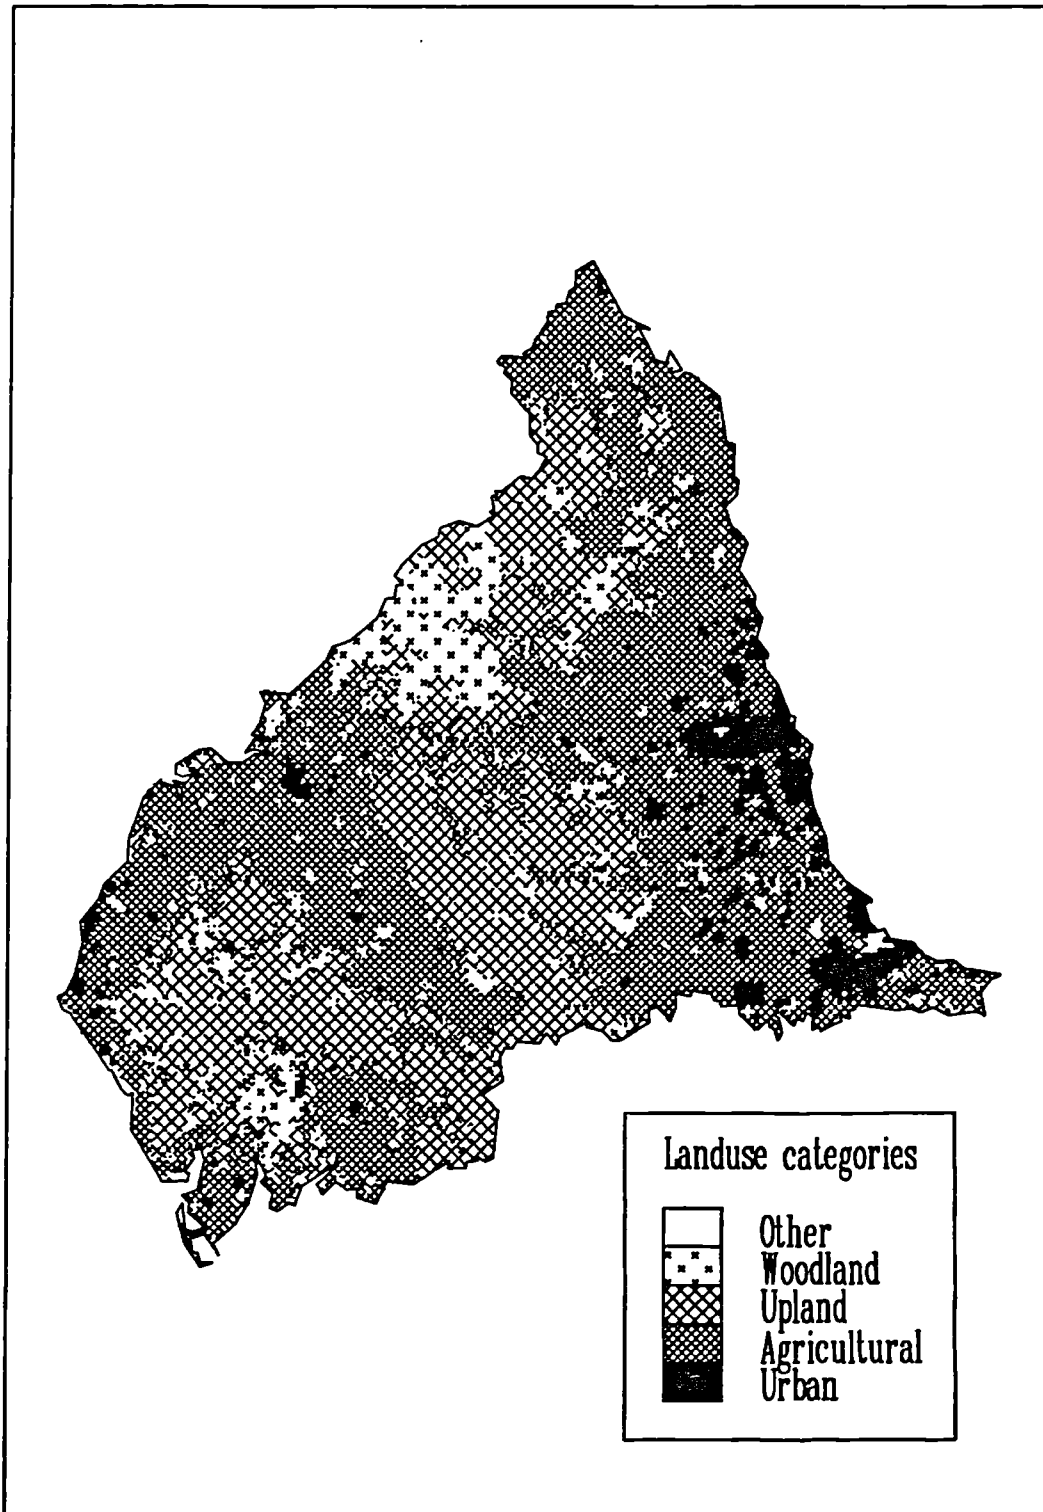 Landuse categories
Other
Woodland
Upland
Agricultural
Urban